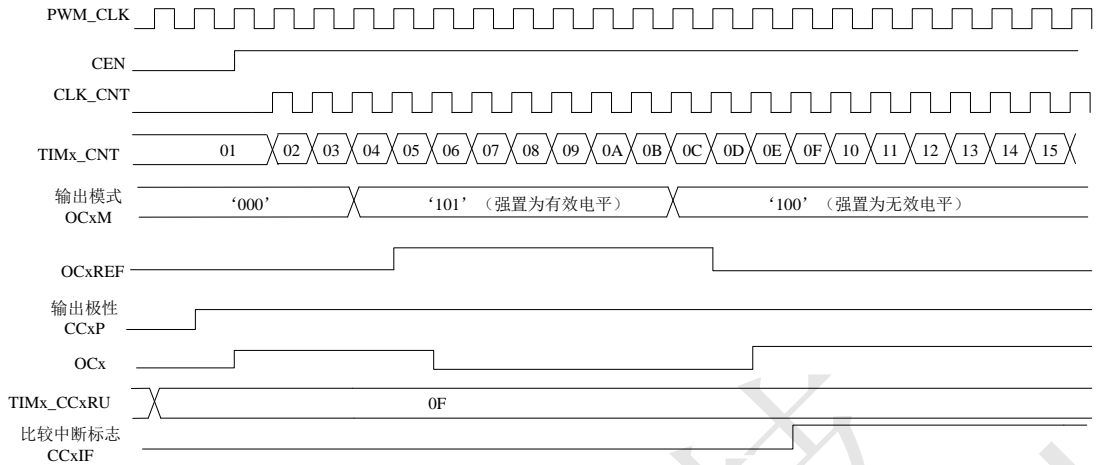 PWM_CLK
CEN
CLK_CNT
TIMx_CNT 01 02 03 04 05 06 07 08 09 0A 0B 0C 0D 0E 0F 10 11 12 13 14 15
输出模式
OCxM
‘000’ ‘101’（强置为有效电平） ‘100’（强置为无效电平）
OCxREF
输出极性
CCxP
OCx
TIMx_CCxRU 0F
比较中断标志
CCxIF